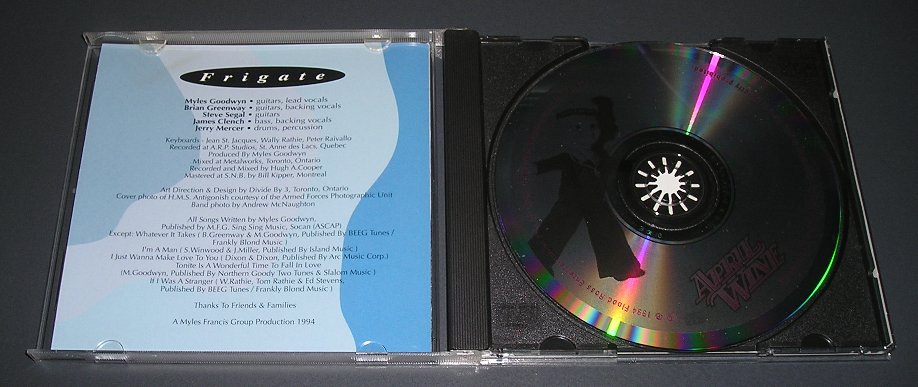 Frigate
Myles Goodwyn • guitars, lead vocals
Brian Greenway • guitars, backing vocals
Steve Segal • guitars
James Clench • bass, backing vocals
Jerry Mercer • drums, percussion
Keyboards - Jean St. Jacques, Wally Rathie, Peter Raivallo
Recorded at A.R.P. Studios, St. Anne des Lacs, Quebec
Produced By Myles Goodwyn
Mixed at Metalworks, Toronto, Ontario
Recorded and Mixed by Hugh A.Cooper
Mastered at S.N.B. by Bill Kipper, Montreal
Art Direction & Design by Divide By 3, Toronto, Ontario
Cover photo of H.M.S. Antigonish courtesy of the Armed Forces Photographic Unit
Band photo by Andrew McNaughton
All Songs Written by Myles Goodwyn,
Published by M.F.G. Sing Sing Music, Socan (ASCAP)
Except: Whatever It Takes ( B.Greenway & M.Goodwyn, Published By BEEG Tunes /
Frankly Blond Music )
I'm A Man ( S.Winwood & J.Miller, Published By Island Music )
I Just Wanna Make Love To You ( Dixon & Dixon, Published By Arc Music Corp.)
Tonite Is A Wonderful Time To Fall In Love
(M.Goodwyn, Published By Northern Goody Two Tunes & Slalom Music )
If I Was A Stranger ( W.Rathie, Tom Rathie & Ed Stevens,
Published By BEEG Tunes / Frankly Blond Music )
Thanks To Friends & Families
A Myles Francis Group Production 1994
APRIL
WINE
℗ © 1994